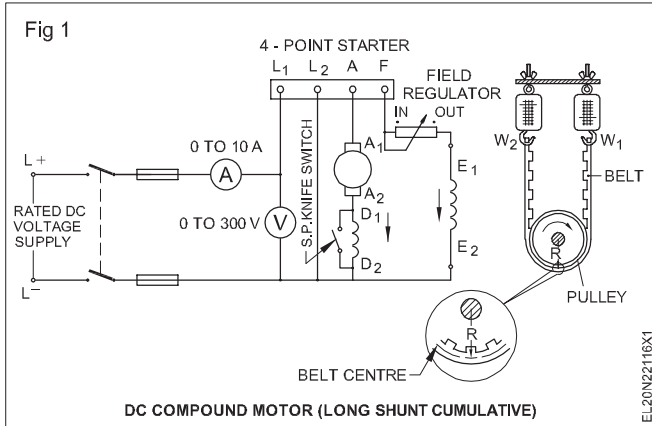 Fig 1
4 - POINT STARTER
L1 L2 A F
FIELD
REGULATOR
IN OUT
0 TO 10 A
A
A1
A2
S.P.KNIFE SWITCH
E1
E2
L+
RATED DC
VOLTAGE
SUPPLY
L−
0 TO 300 V
V
D1
D2
W2 W1
BELT
R
PULLEY
R
BELT CENTRE
DC COMPOUND MOTOR (LONG SHUNT CUMULATIVE)
EL20N22116X1